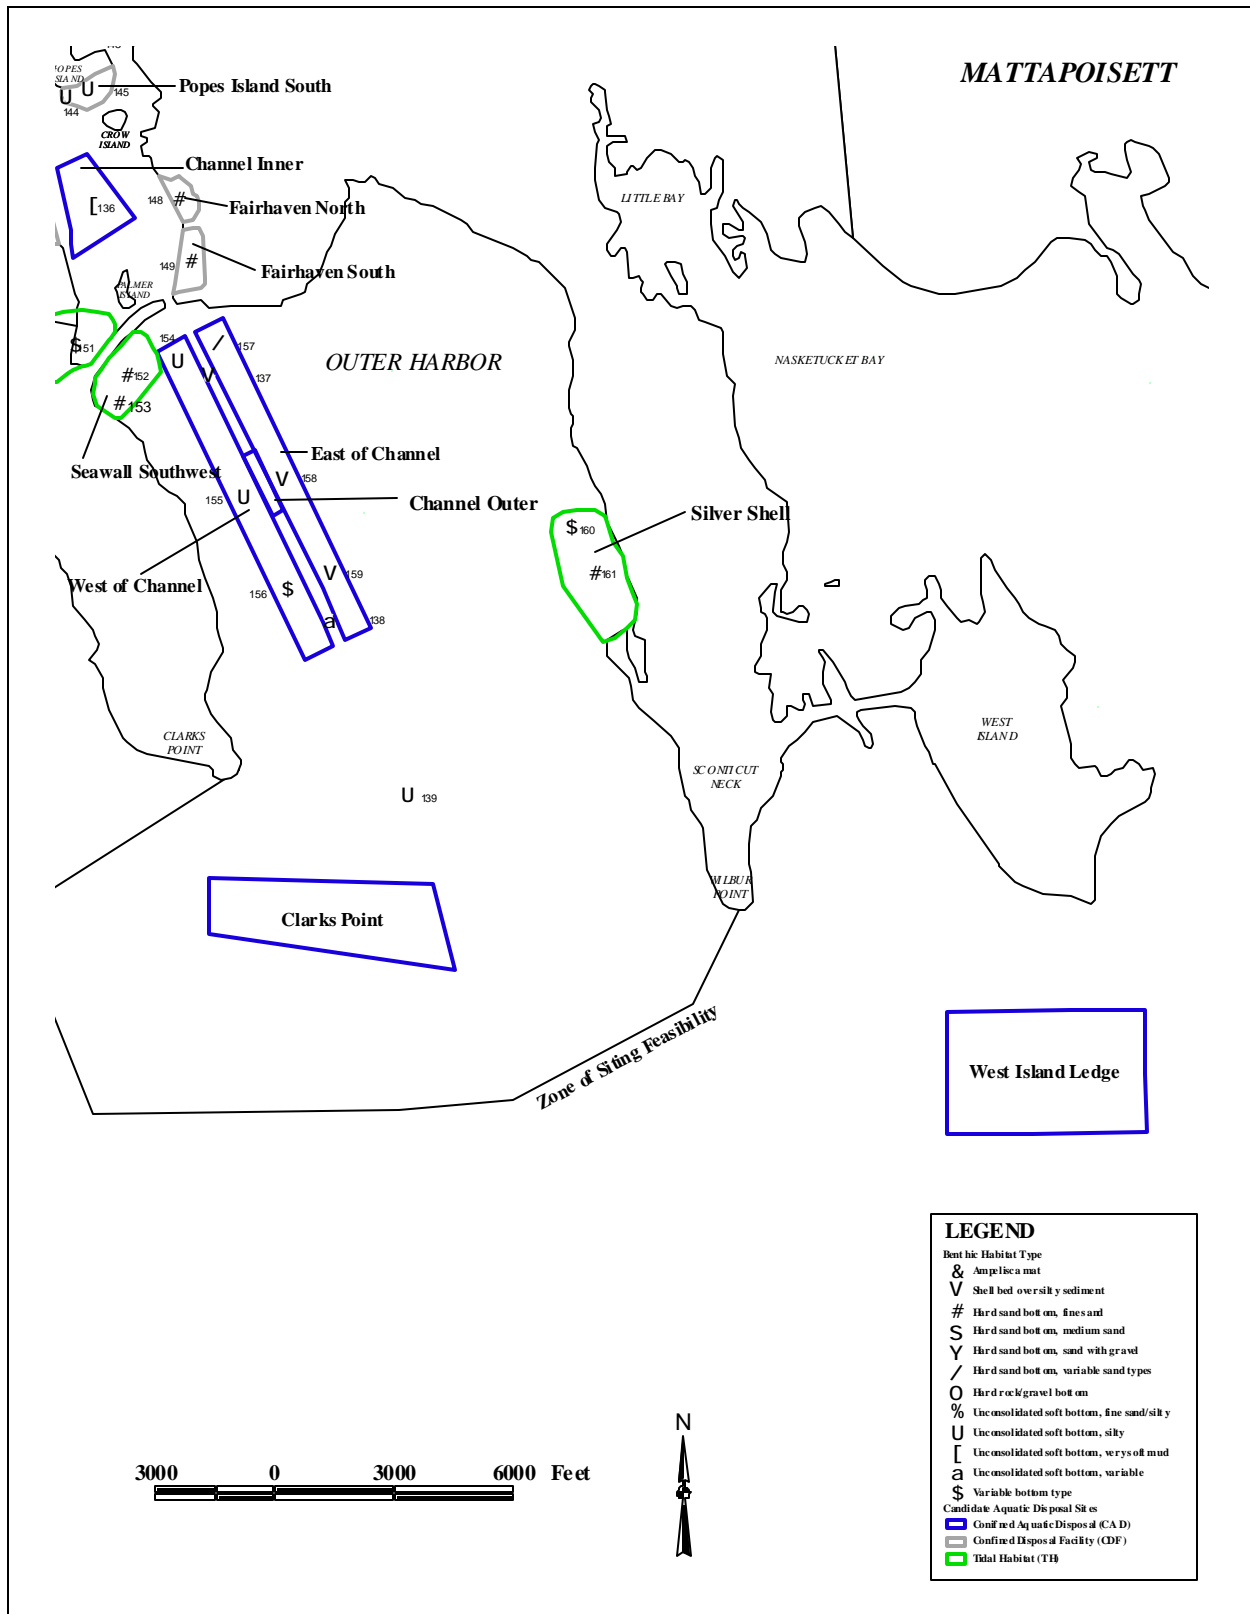 MATTAPOISETT
POPES
ISLAND
U
U
145
144
Popes Island South
CROW
ISLAND
Channel Inner
[136
148
#
Fairhaven North
149
#
Fairhaven South
PALMER
ISLAND
LITTLE BAY
$151
154
U
/
157
V
137
#152
#153
OUTER HARBOR
NASKETUCKET BAY
Seawall Southwest
East of Channel
V
158
155
U
Channel Outer
Silver Shell
$160
#161
West of Channel
156
$
V
159
a
138
CLARKS
POINT
WEST
ISLAND
SCONTICUT
NECK
U 139
WILBUR
POINT
Clarks Point
Zone of Siting Feasibility
West Island Ledge
LEGEND
Benthic Habitat Type
& Ampelisca mat
V Shell bed over silty sediment
# Hard sand bottom, fine sand
S Hard sand bottom, medium sand
Y Hard sand bottom, sand with gravel
/ Hard sand bottom, variable sand types
O Hard rock/gravel bottom
% Unconsolidated soft bottom, fine sand/silty
U Unconsolidated soft bottom, silty
[ Unconsolidated soft bottom, very soft mud
a Unconsolidated soft bottom, variable
$ Variable bottom type
Candidate Aquatic Disposal Sites
Conifned Aquatic Disposal (CAD)
Confined Disposal Facility (CDF)
Tidal Habitat (TH)
N
3000 0 3000 6000 Feet